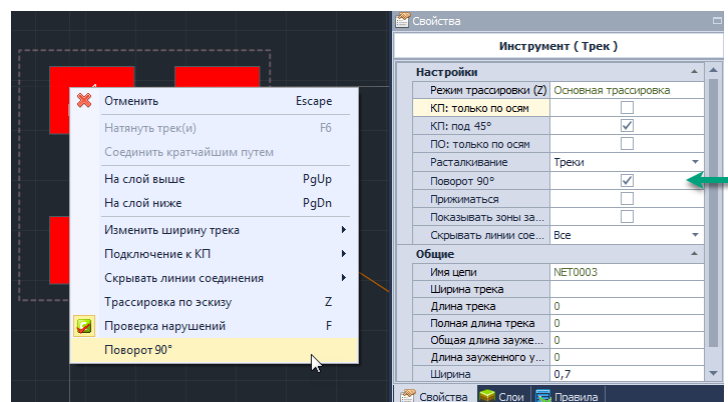 Свойства
Инструмент ( Трек )
Настройки
Режим трассировки (Z) Основная трассировка
КП: только по осям
КП: под 45°
ПО: только по осям
Расталкивание Треки
Поворот 90°
Прижиматься
Показывать зоны за...
Скрывать линии сое... Все
Общие
Имя цепи NET0003
Ширина трека
Длина трека 0
Полная длина трека 0
Общая длина зауже... 0
Длина зауженного у... 0
Ширина 0,7
Свойства Слои Правила
Отменить Escape
Натянуть трек(и) F6
Соединить кратчайшим путем
На слой выше PgUp
На слой ниже PgDn
Изменить ширину трека
Подключение к КП
Скрывать линии соединения
Трассировка по эскизу Z
Проверка нарушений F
Поворот 90°